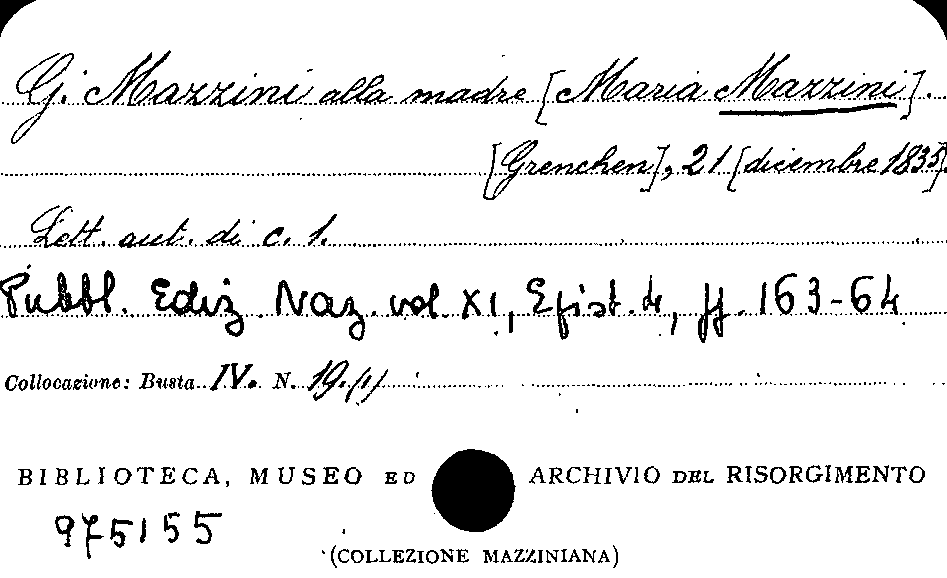 G. Mazzini alla madre [Maria Mazzini].
[Grenchen], 21 [dicembre 1835].
Lett. aut. di c. 1.
Pubbl. Ediz. Naz. vol. XI, Epist. 4, ff. 163-64
Collocazione: Busta IV. N. 19.(1)
BIBLIOTECA, MUSEO ED ARCHIVIO DEL RISORGIMENTO
975155
(COLLEZIONE MAZZINIANA)